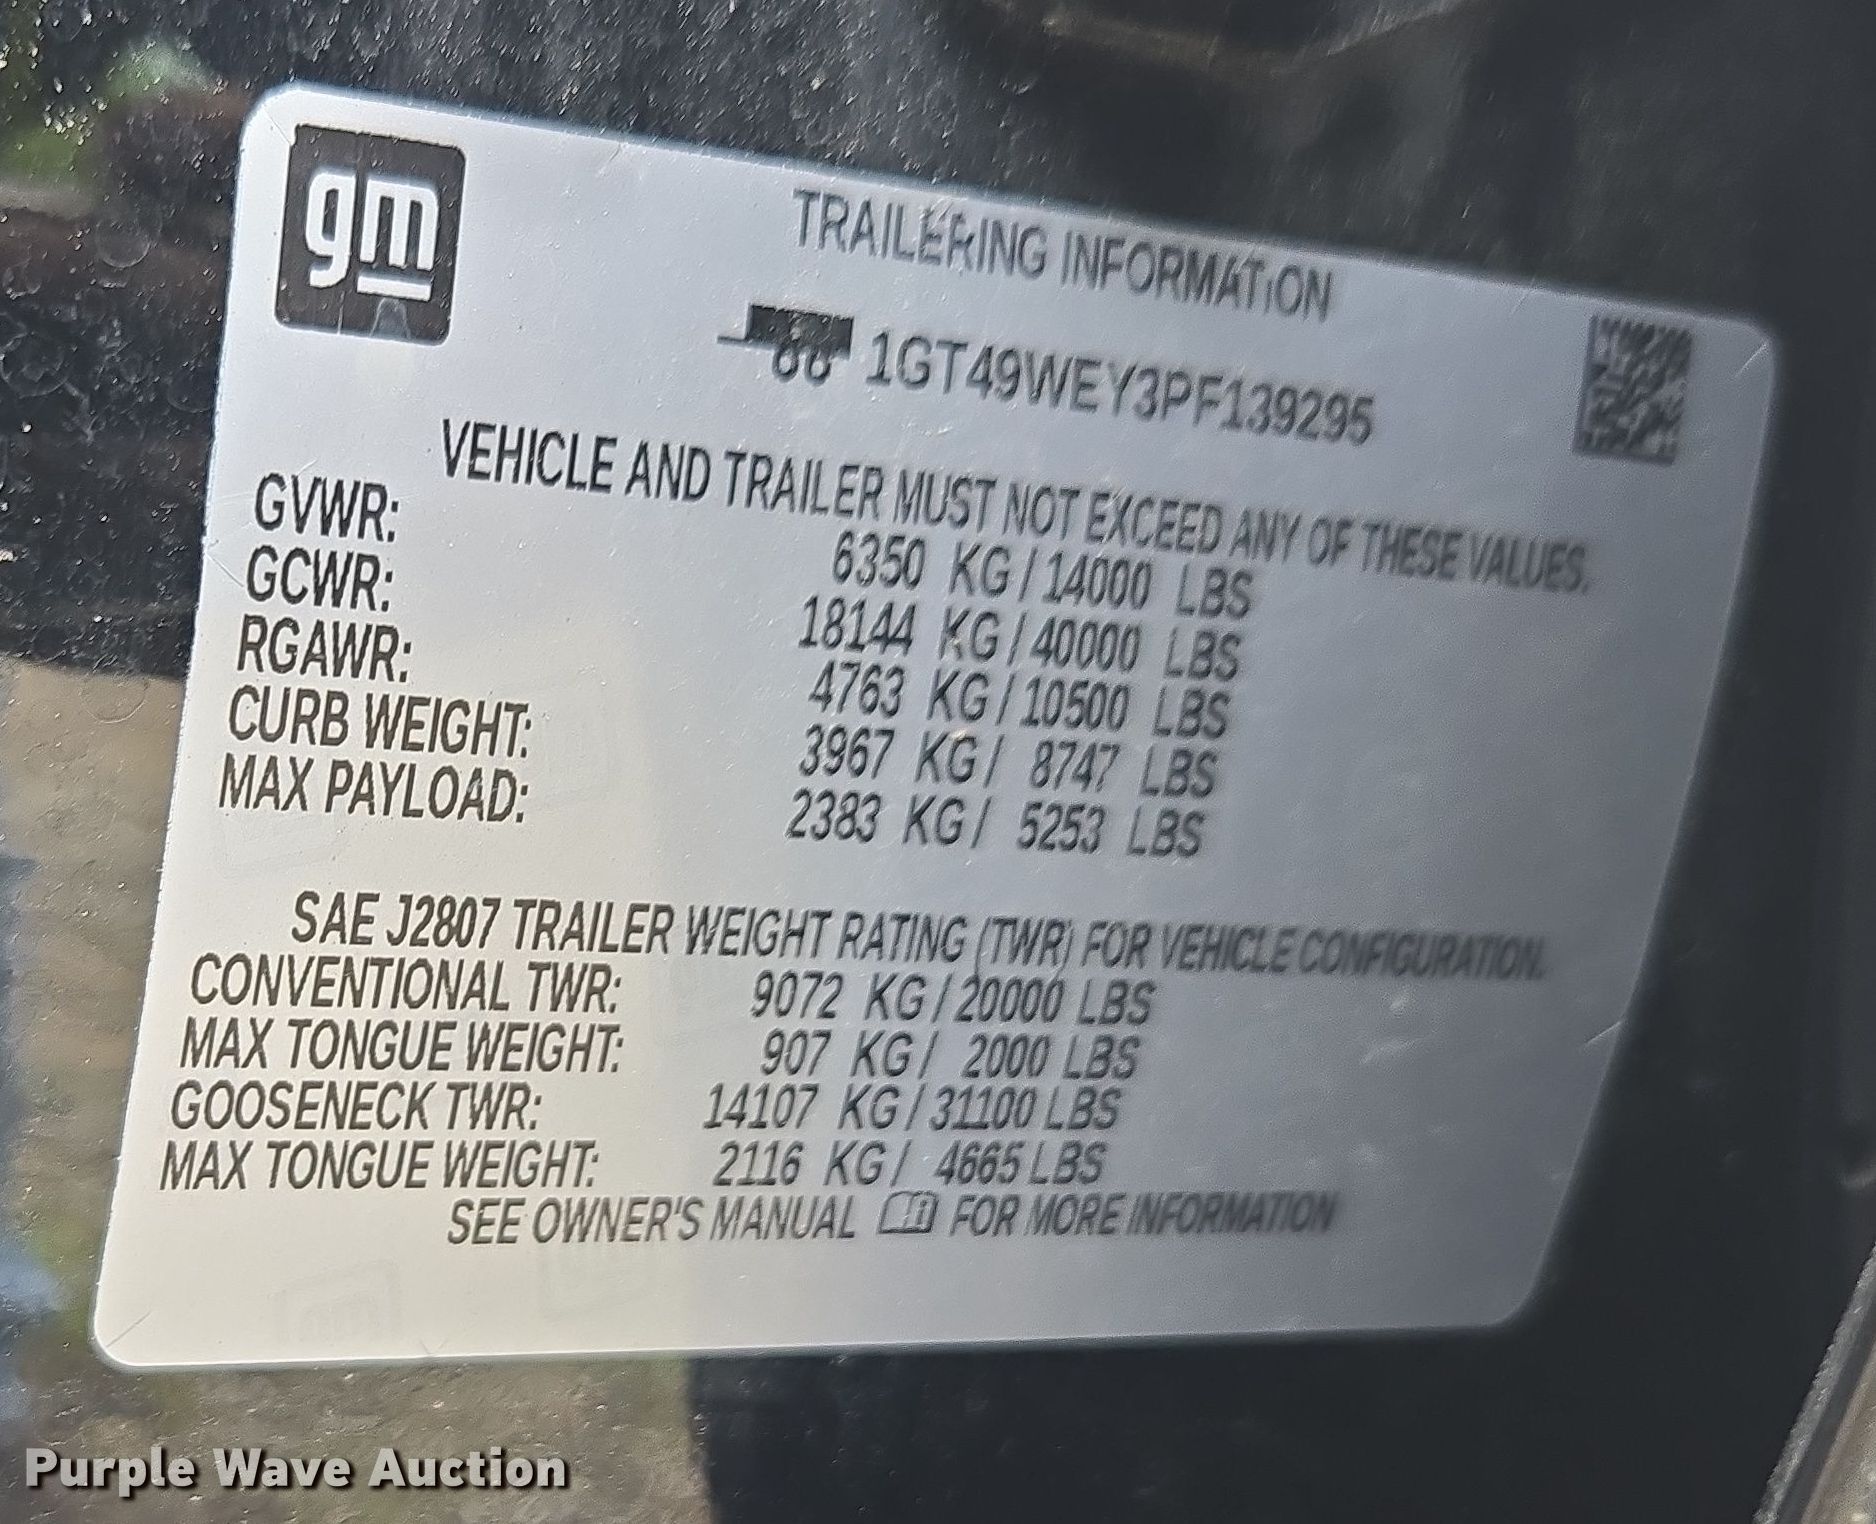 gm
TRAILERING INFORMATION
1GT49WEY3PF139295
VEHICLE AND TRAILER MUST NOT EXCEED ANY OF THESE VALUES.
GVWR: 6350 KG / 14000 LBS
GCWR: 18144 KG / 40000 LBS
RGAWR: 4763 KG / 10500 LBS
CURB WEIGHT: 3967 KG / 8747 LBS
MAX PAYLOAD: 2383 KG / 5253 LBS
SAE J2807 TRAILER WEIGHT RATING (TWR) FOR VEHICLE CONFIGURATION.
CONVENTIONAL TWR: 9072 KG / 20000 LBS
MAX TONGUE WEIGHT: 907 KG / 2000 LBS
GOOSENECK TWR: 14107 KG / 31100 LBS
MAX TONGUE WEIGHT: 2116 KG / 4665 LBS
SEE OWNER'S MANUAL FOR MORE INFORMATION
Purple Wave Auction